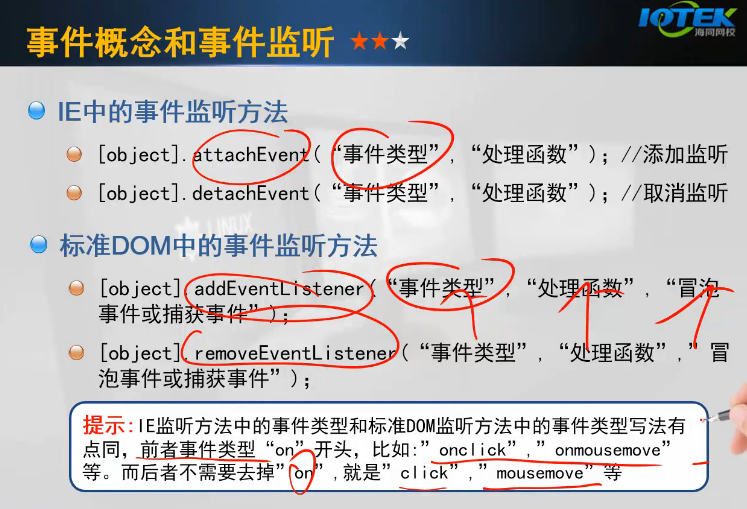 事件概念和事件监听
IOTEK
海同网校
IE中的事件监听方法
[object].attachEvent(“事件类型”,“处理函数”); //添加监听
[object].detachEvent(“事件类型”,“处理函数”); //取消监听
LINUX
标准DOM中的事件监听方法
[object].addEventListener(“事件类型”,“处理函数”,“冒泡
事件或捕获事件”);
[object].removeEventListener(“事件类型”,“处理函数”,”冒
泡事件或捕获事件”);
提示:IE监听方法中的事件类型和标准DOM监听方法中的事件类型写法有
点同,前者事件类型“on”开头，比如:”onclick”,”onmousemove”
等。而后者不需要去掉”on”,就是”click”,”mousemove”等